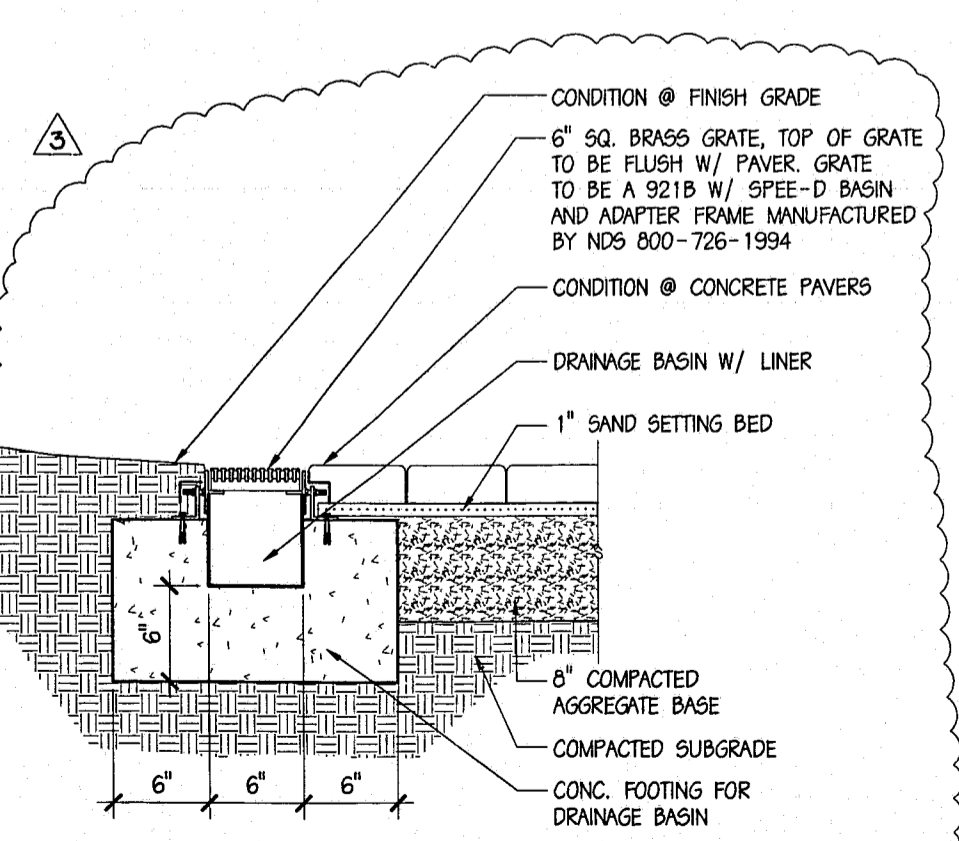 3
CONDITION @ FINISH GRADE
6" SQ. BRASS GRATE, TOP OF GRATE
TO BE FLUSH W/ PAVER. GRATE
TO BE A 921B W/ SPEE-D BASIN
AND ADAPTER FRAME MANUFACTURED
BY NDS 800-726-1994
CONDITION @ CONCRETE PAVERS
DRAINAGE BASIN W/ LINER
1" SAND SETTING BED
6"
8" COMPACTED
AGGREGATE BASE
COMPACTED SUBGRADE
CONC. FOOTING FOR
DRAINAGE BASIN
6" 6" 6"